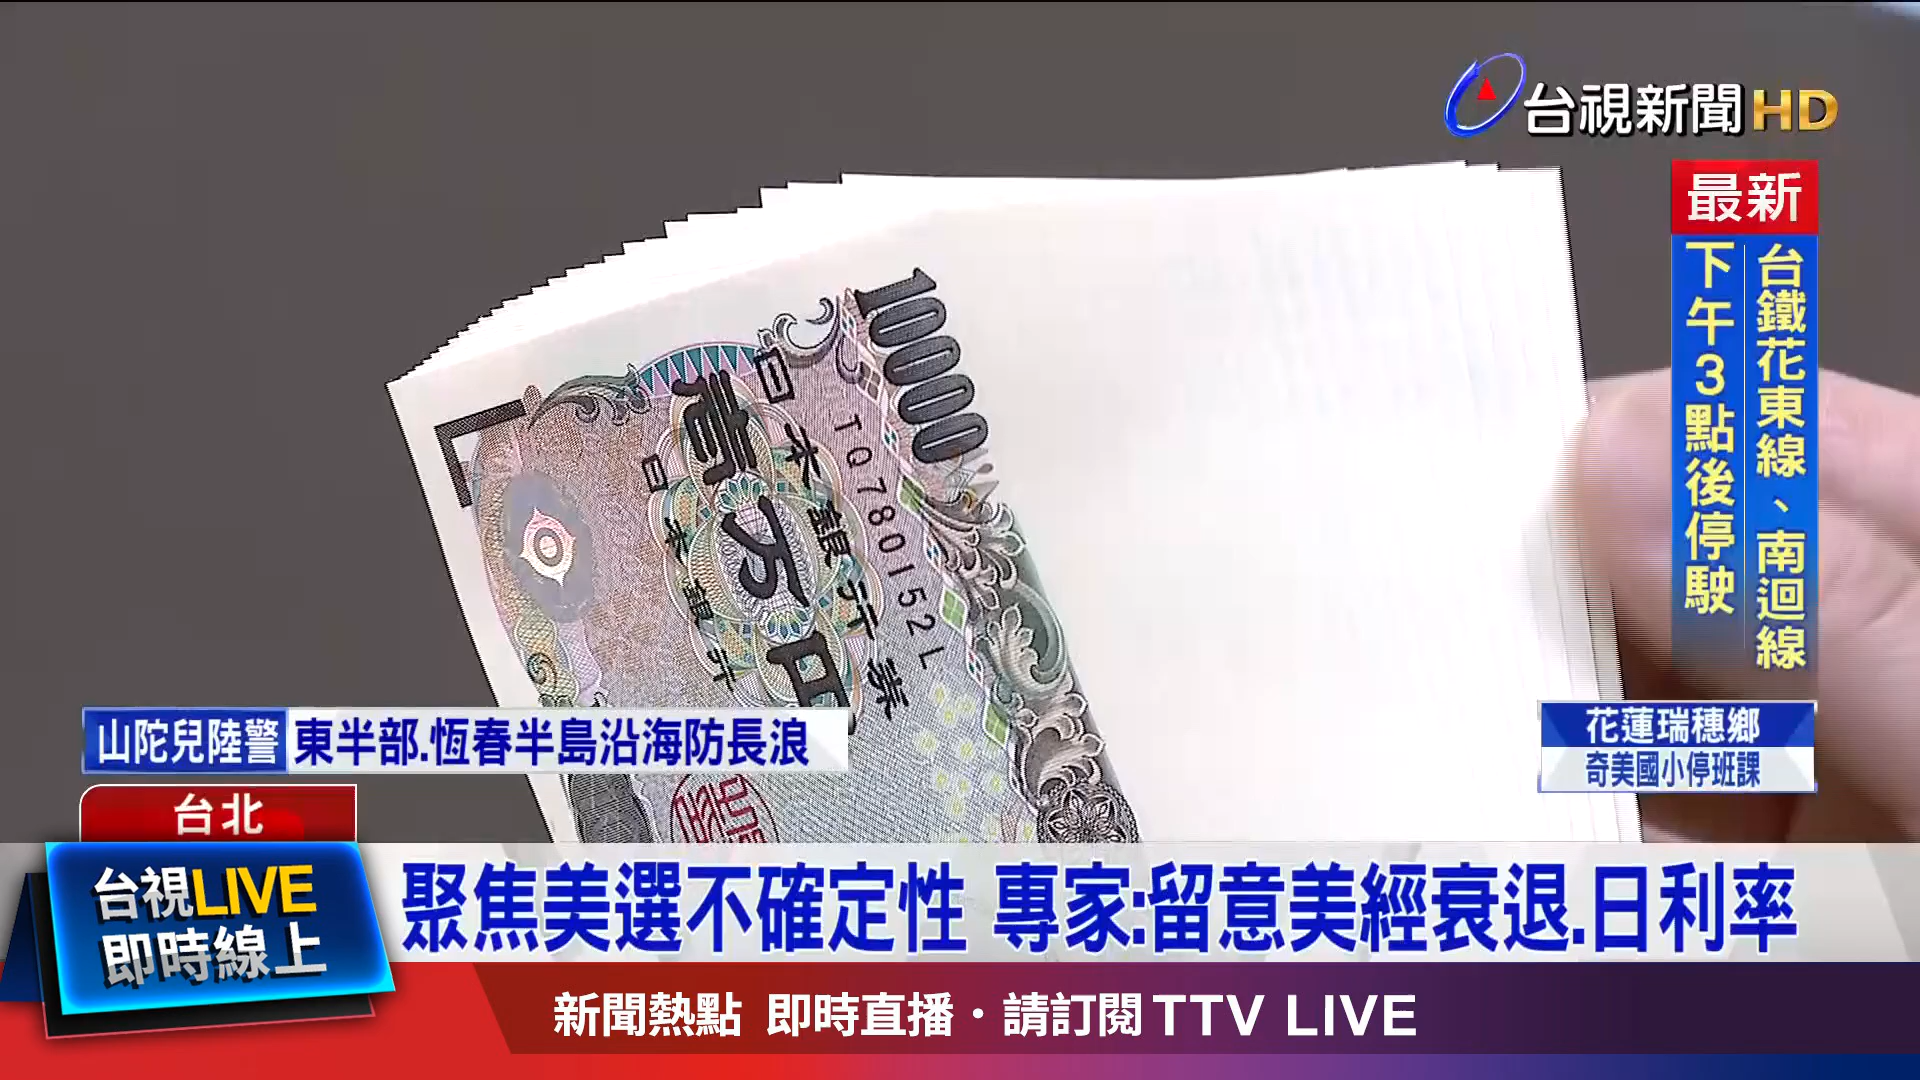 台視新聞HD
最新
台鐵花東線、南迴線
下午3點後停駛
10000
TQ780152L
日本銀行券
壱万円
日本銀行
山陀兒陸警 東半部.恆春半島沿海防長浪
花蓮瑞穗鄉
奇美國小停班課
台北
台視LIVE
即時線上
聚焦美選不確定性 專家:留意美經衰退.日利率
新聞熱點 即時直播・請訂閱TTV LIVE